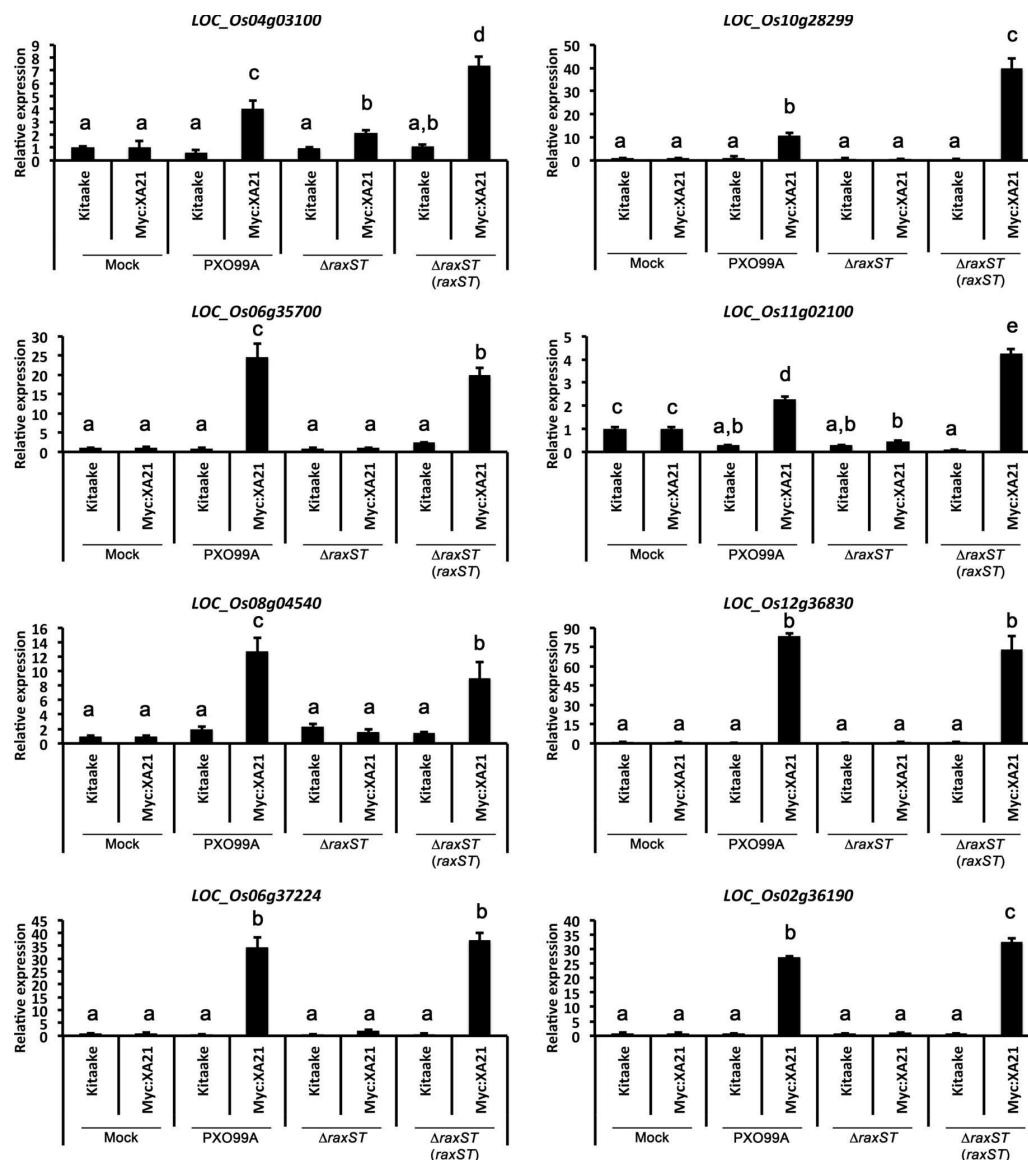 LOC_Os04g03100
Relative expression
9
8
7
6
5
4
3
2
1
0
a a a c a b a,b d
Kitaake Myc:XA21 Kitaake Myc:XA21 Kitaake Myc:XA21 Kitaake Myc:XA21
Mock PXO99A ΔraxST ΔraxST
(raxST)
LOC_Os10g28299
Relative expression
50
40
30
20
10
0
a a a b a a a c
Kitaake Myc:XA21 Kitaake Myc:XA21 Kitaake Myc:XA21 Kitaake Myc:XA21
Mock PXO99A ΔraxST ΔraxST
(raxST)
LOC_Os06g35700
Relative expression
30
25
20
15
10
5
0
a a a c a a a b
Kitaake Myc:XA21 Kitaake Myc:XA21 Kitaake Myc:XA21 Kitaake Myc:XA21
Mock PXO99A ΔraxST ΔraxST
(raxST)
LOC_Os11g02100
Relative expression
5
4
3
2
1
0
c c a,b d a,b b a e
Kitaake Myc:XA21 Kitaake Myc:XA21 Kitaake Myc:XA21 Kitaake Myc:XA21
Mock PXO99A ΔraxST ΔraxST
(raxST)
LOC_Os08g04540
Relative expression
16
14
12
10
8
6
4
2
0
a a a c a a a b
Kitaake Myc:XA21 Kitaake Myc:XA21 Kitaake Myc:XA21 Kitaake Myc:XA21
Mock PXO99A ΔraxST ΔraxST
(raxST)
LOC_Os12g36830
Relative expression
90
75
60
45
30
15
0
a a a b a a a b
Kitaake Myc:XA21 Kitaake Myc:XA21 Kitaake Myc:XA21 Kitaake Myc:XA21
Mock PXO99A ΔraxST ΔraxST
(raxST)
LOC_Os06g37224
Relative expression
45
40
35
30
25
20
15
10
5
0
a a a b a a a b
Kitaake Myc:XA21 Kitaake Myc:XA21 Kitaake Myc:XA21 Kitaake Myc:XA21
Mock PXO99A ΔraxST ΔraxST
(raxST)
LOC_Os02g36190
Relative expression
40
35
30
25
20
15
10
5
0
a a a b a a a c
Kitaake Myc:XA21 Kitaake Myc:XA21 Kitaake Myc:XA21 Kitaake Myc:XA21
Mock PXO99A ΔraxST ΔraxST
(raxST)